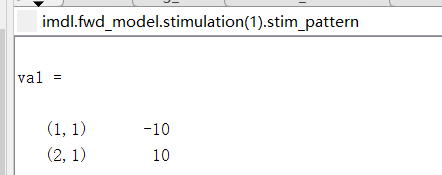 imdl.fwd_model.stimulation(1).stim_pattern
val =
(1,1) -10
(2,1) 10